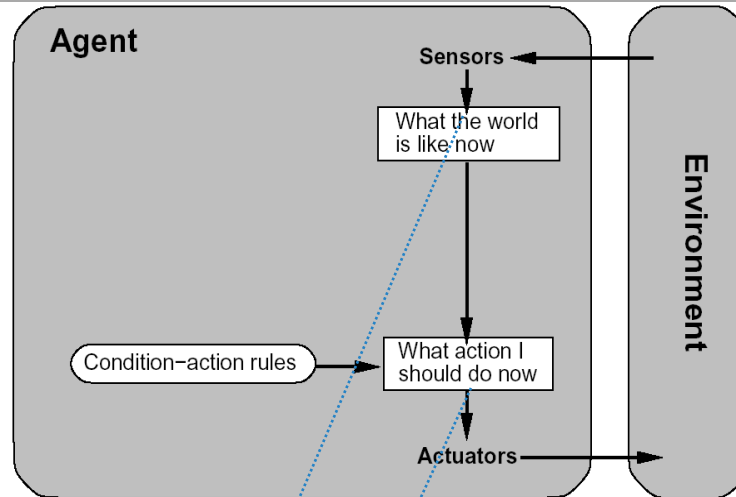 Agent
Sensors
What the world
is like now
Environment
Condition−action rules
What action I
should do now
Actuators